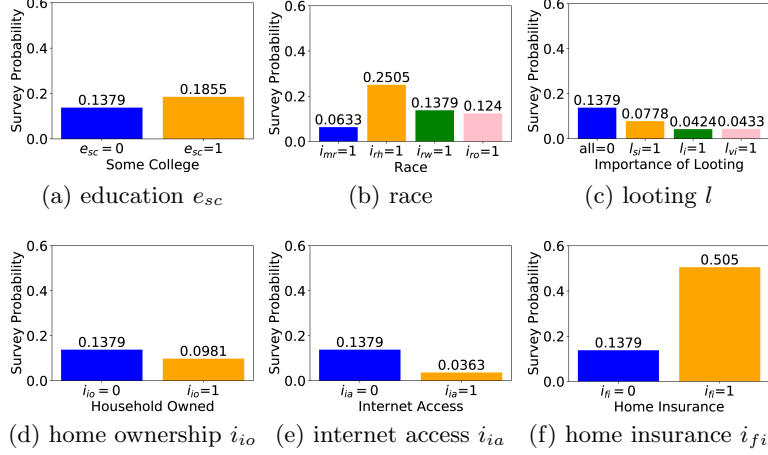 0.6
0.4
0.2
0.0
Survey Probability
0.1379
0.1855
e_sc = 0
e_sc=1
Some College
(a) education e_sc
0.6
0.4
0.2
0.0
Survey Probability
0.0633
0.2505
0.1379
0.124
i_mr=1
i_rh=1
i_rw=1
i_ro=1
Race
(b) race
0.6
0.4
0.2
0.0
Survey Probability
0.1379
0.0778
0.0424
0.0433
all=0
l_si=1
l_i=1
l_vi=1
Importance of Looting
(c) looting l
0.6
0.4
0.2
0.0
Survey Probability
0.1379
0.0981
i_io = 0
i_io=1
Household Owned
(d) home ownership i_io
0.6
0.4
0.2
0.0
Survey Probability
0.1379
0.0363
i_ia = 0
i_ia=1
Internet Access
(e) internet access i_ia
0.6
0.4
0.2
0.0
Survey Probability
0.1379
0.505
i_fi = 0
i_fi=1
Home Insurance
(f) home insurance i_fi